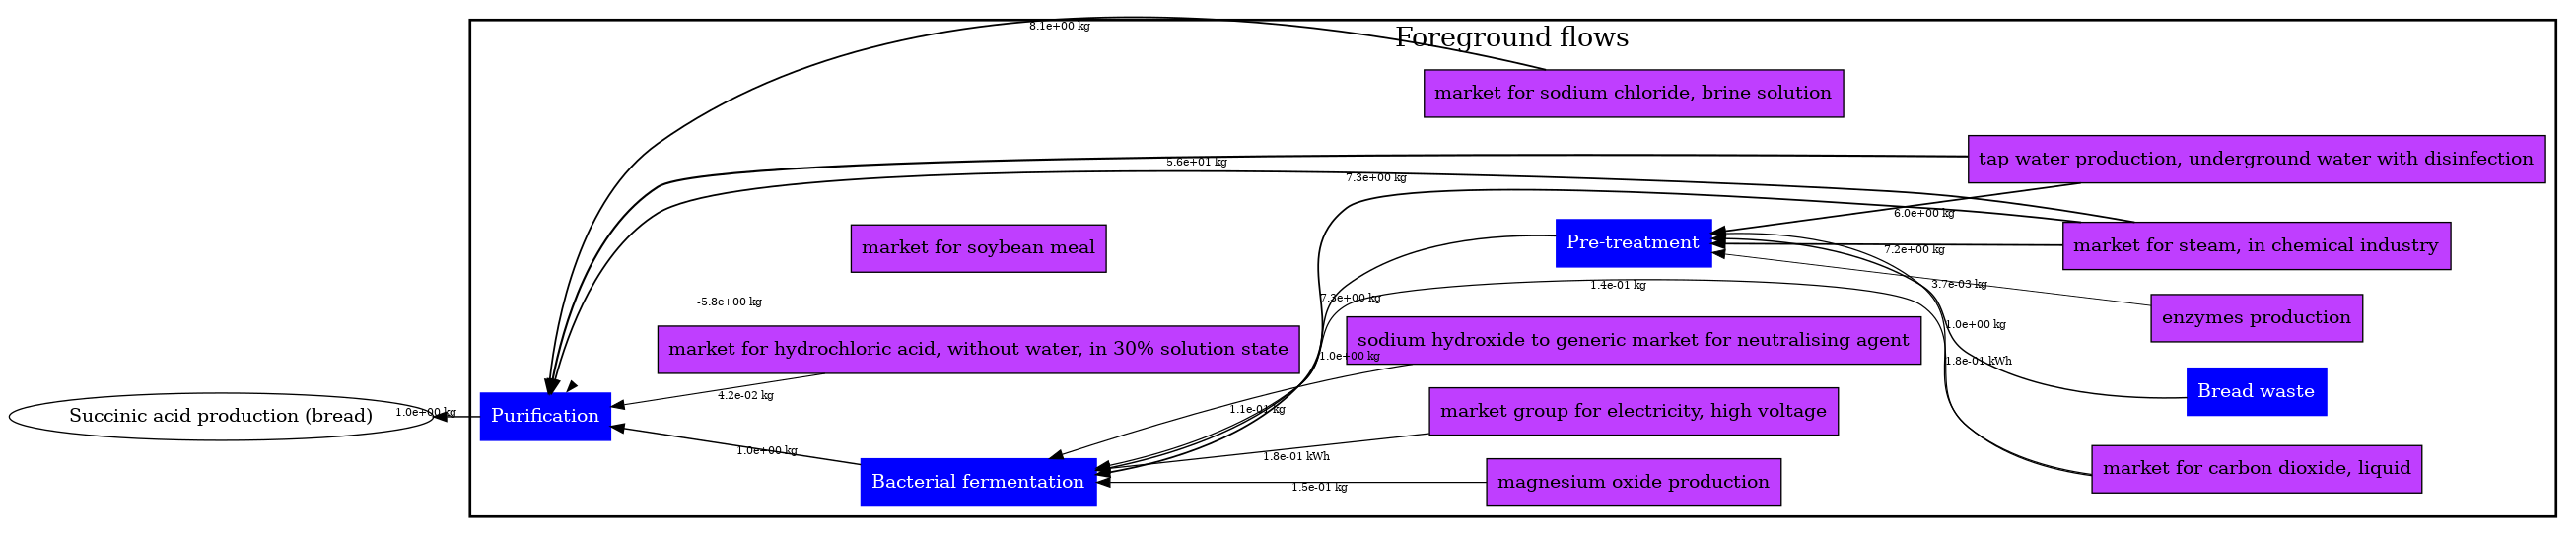 8.1e+00 kg
Foreground flows
market for sodium chloride, brine solution
5.6e+01 kg
tap water production, underground water with disinfection
7.3e+00 kg
6.0e+00 kg
market for soybean meal
Pre-treatment
7.2e+00 kg
market for steam, in chemical industry
-5.8e+00 kg
7.3e+00 kg
1.4e-01 kg
3.7e-03 kg
enzymes production
market for hydrochloric acid, without water, in 30% solution state
1.0e+00 kg
sodium hydroxide to generic market for neutralising agent
1.0e+00 kg
1.8e-01 kWh
Bread waste
4.2e-02 kg
Succinic acid production (bread)
1.0e+00 kg
Purification
1.1e-01 kg
market group for electricity, high voltage
1.0e+00 kg
1.8e-01 kWh
market for carbon dioxide, liquid
Bacterial fermentation
1.5e-01 kg
magnesium oxide production